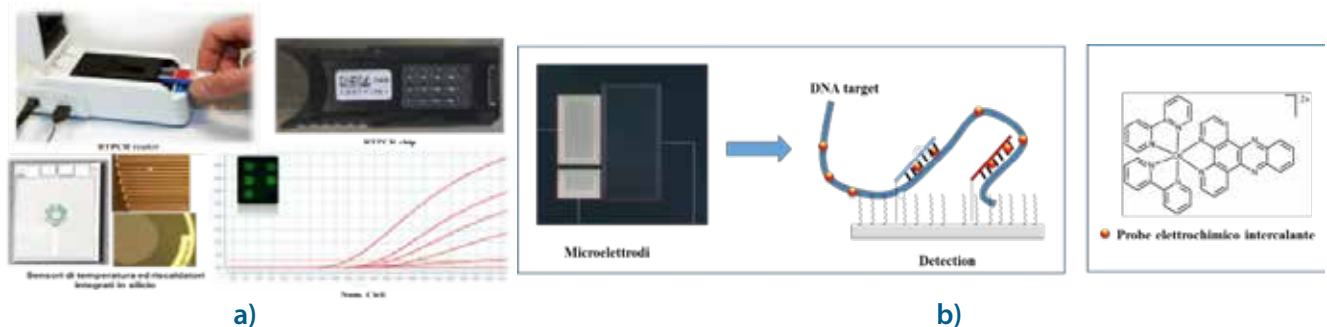 RTPCR reader
RTPCR chip
Sensori di temperatura ed riscaldatori
integrati in silicio
Num. Cicli
a)
Microelettrodi
DNA target
Detection
b)
2+
Probe elettrochimico intercalante